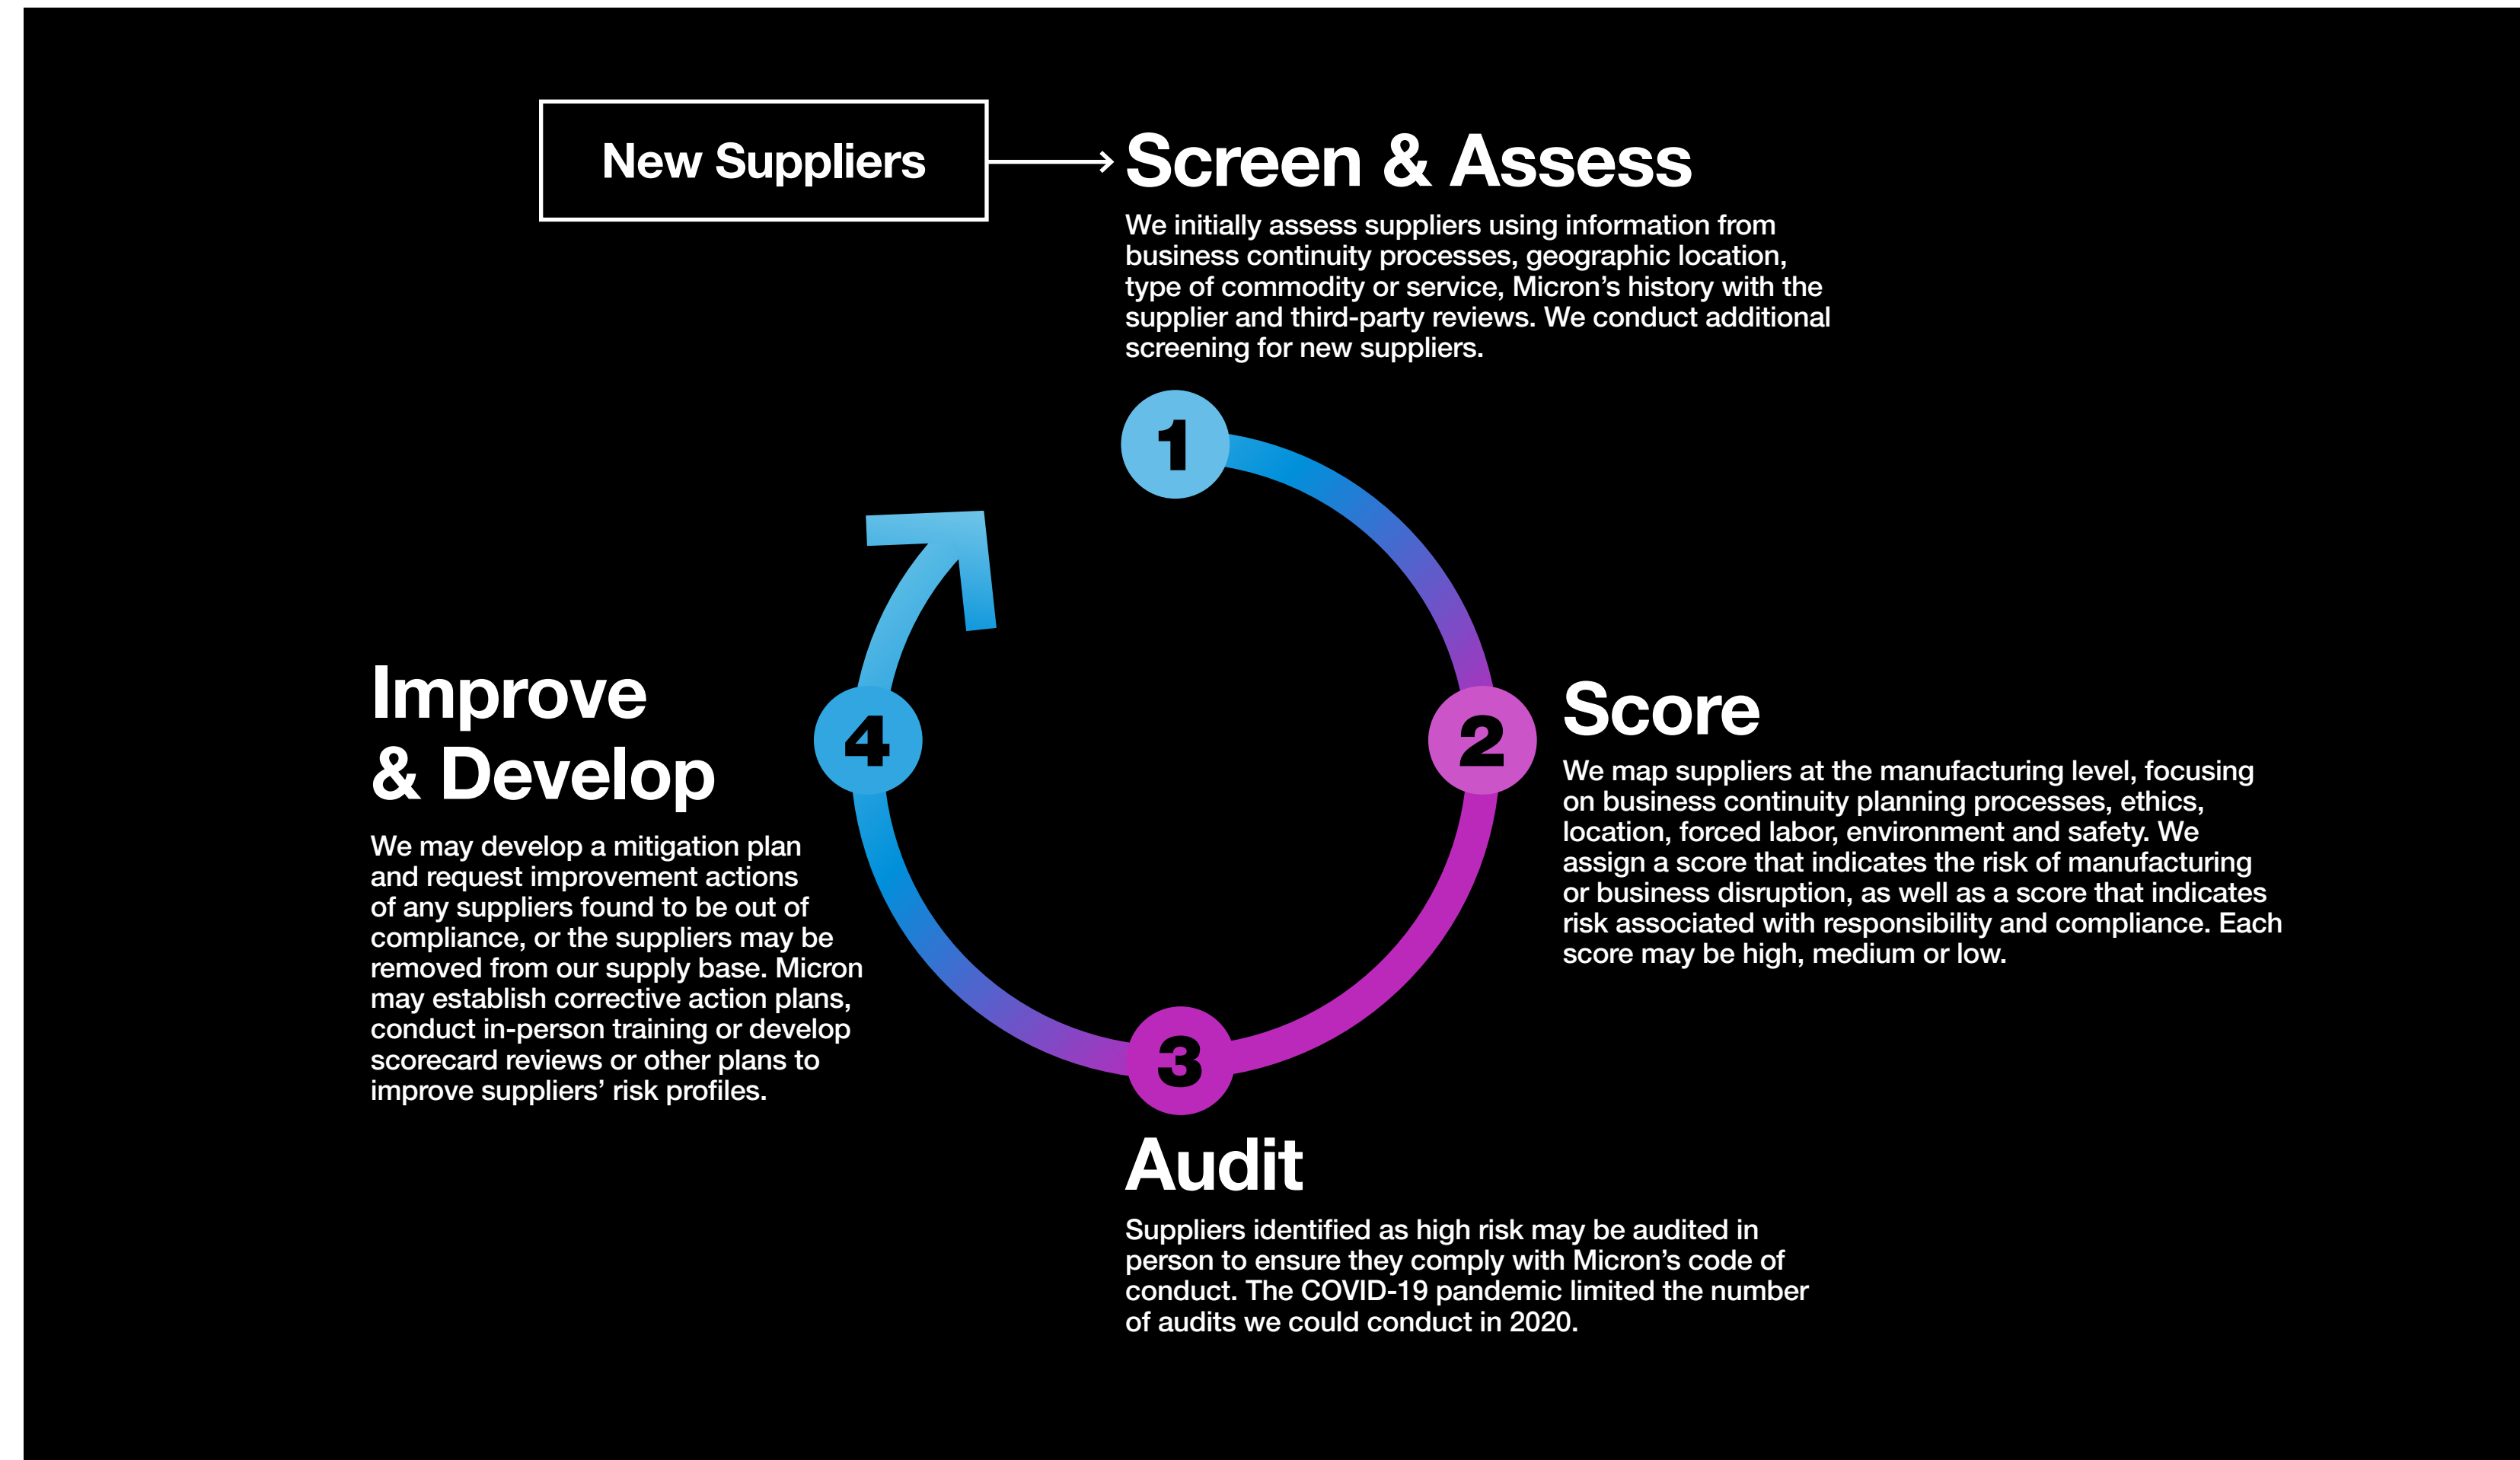 New Suppliers
Screen & Assess
We initially assess suppliers using information from
business continuity processes, geographic location,
type of commodity or service, Micron’s history with the
supplier and third-party reviews. We conduct additional
screening for new suppliers.
1
2
Score
We map suppliers at the manufacturing level, focusing
on business continuity planning processes, ethics,
location, forced labor, environment and safety. We
assign a score that indicates the risk of manufacturing
or business disruption, as well as a score that indicates
risk associated with responsibility and compliance. Each
score may be high, medium or low.
3
Audit
Suppliers identified as high risk may be audited in
person to ensure they comply with Micron’s code of
conduct. The COVID-19 pandemic limited the number
of audits we could conduct in 2020.
4
Improve
& Develop
We may develop a mitigation plan
and request improvement actions
of any suppliers found to be out of
compliance, or the suppliers may be
removed from our supply base. Micron
may establish corrective action plans,
conduct in-person training or develop
scorecard reviews or other plans to
improve suppliers’ risk profiles.